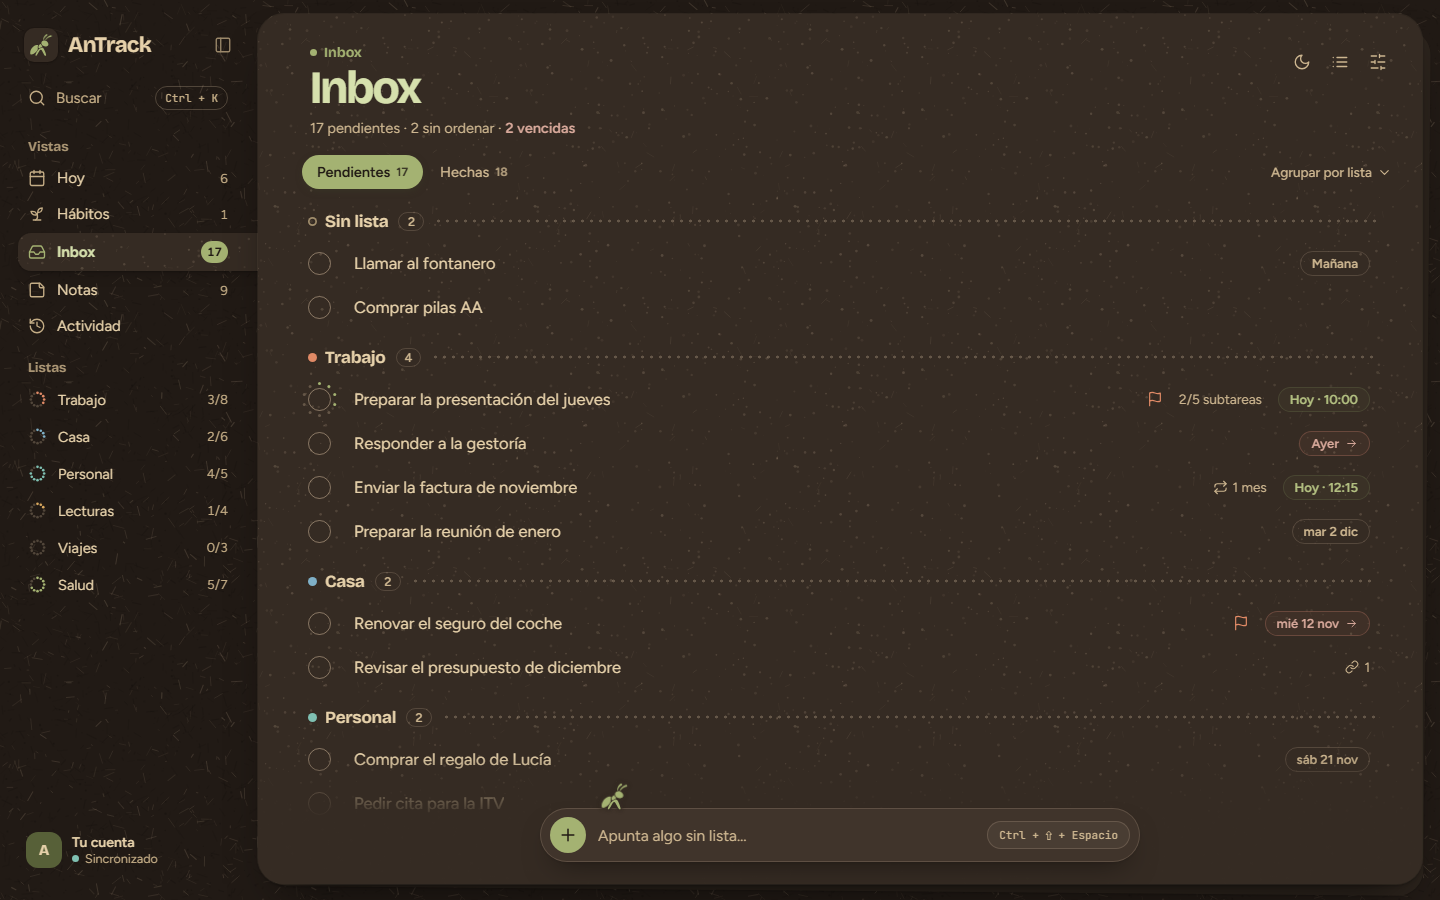 AnTrack
Buscar Ctrl + K
Vistas
Hoy 6
Hábitos 1
Inbox 17
Notas 9
Actividad
Listas
Trabajo 3/8
Casa 2/6
Personal 4/5
Lecturas 1/4
Viajes 0/3
Salud 5/7
A
Tu cuenta
Sincronizado
Inbox
Inbox
17 pendientes · 2 sin ordenar · 2 vencidas
Pendientes 17 Hechas 18 Agrupar por lista
Sin lista 2
Llamar al fontanero Mañana
Comprar pilas AA
Trabajo 4
Preparar la presentación del jueves 2/5 subtareas Hoy · 10:00
Responder a la gestoría Ayer →
Enviar la factura de noviembre 1 mes Hoy · 12:15
Preparar la reunión de enero mar 2 dic
Casa 2
Renovar el seguro del coche mié 12 nov →
Revisar el presupuesto de diciembre 1
Personal 2
Comprar el regalo de Lucía sáb 21 nov
Pedir cita para la ITV
Apunta algo sin lista... Ctrl + ⇧ + Espacio